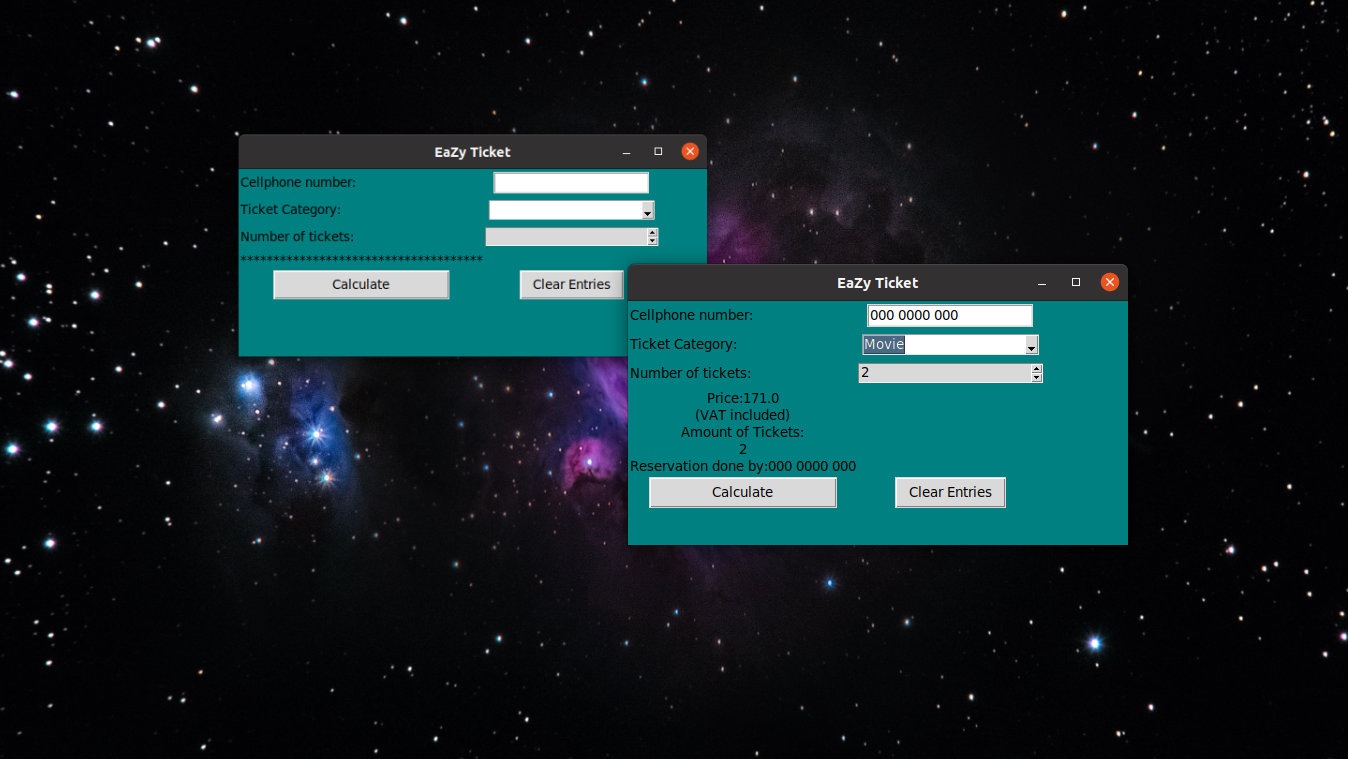 EaZy Ticket
Cellphone number:
Ticket Category:
Number of tickets:
*************************************
Calculate
Clear Entries
EaZy Ticket
Cellphone number: 000 0000 000
Ticket Category: Movie
Number of tickets: 2
Price:171.0
(VAT included)
Amount of Tickets:
2
Reservation done by:000 0000 000
Calculate
Clear Entries